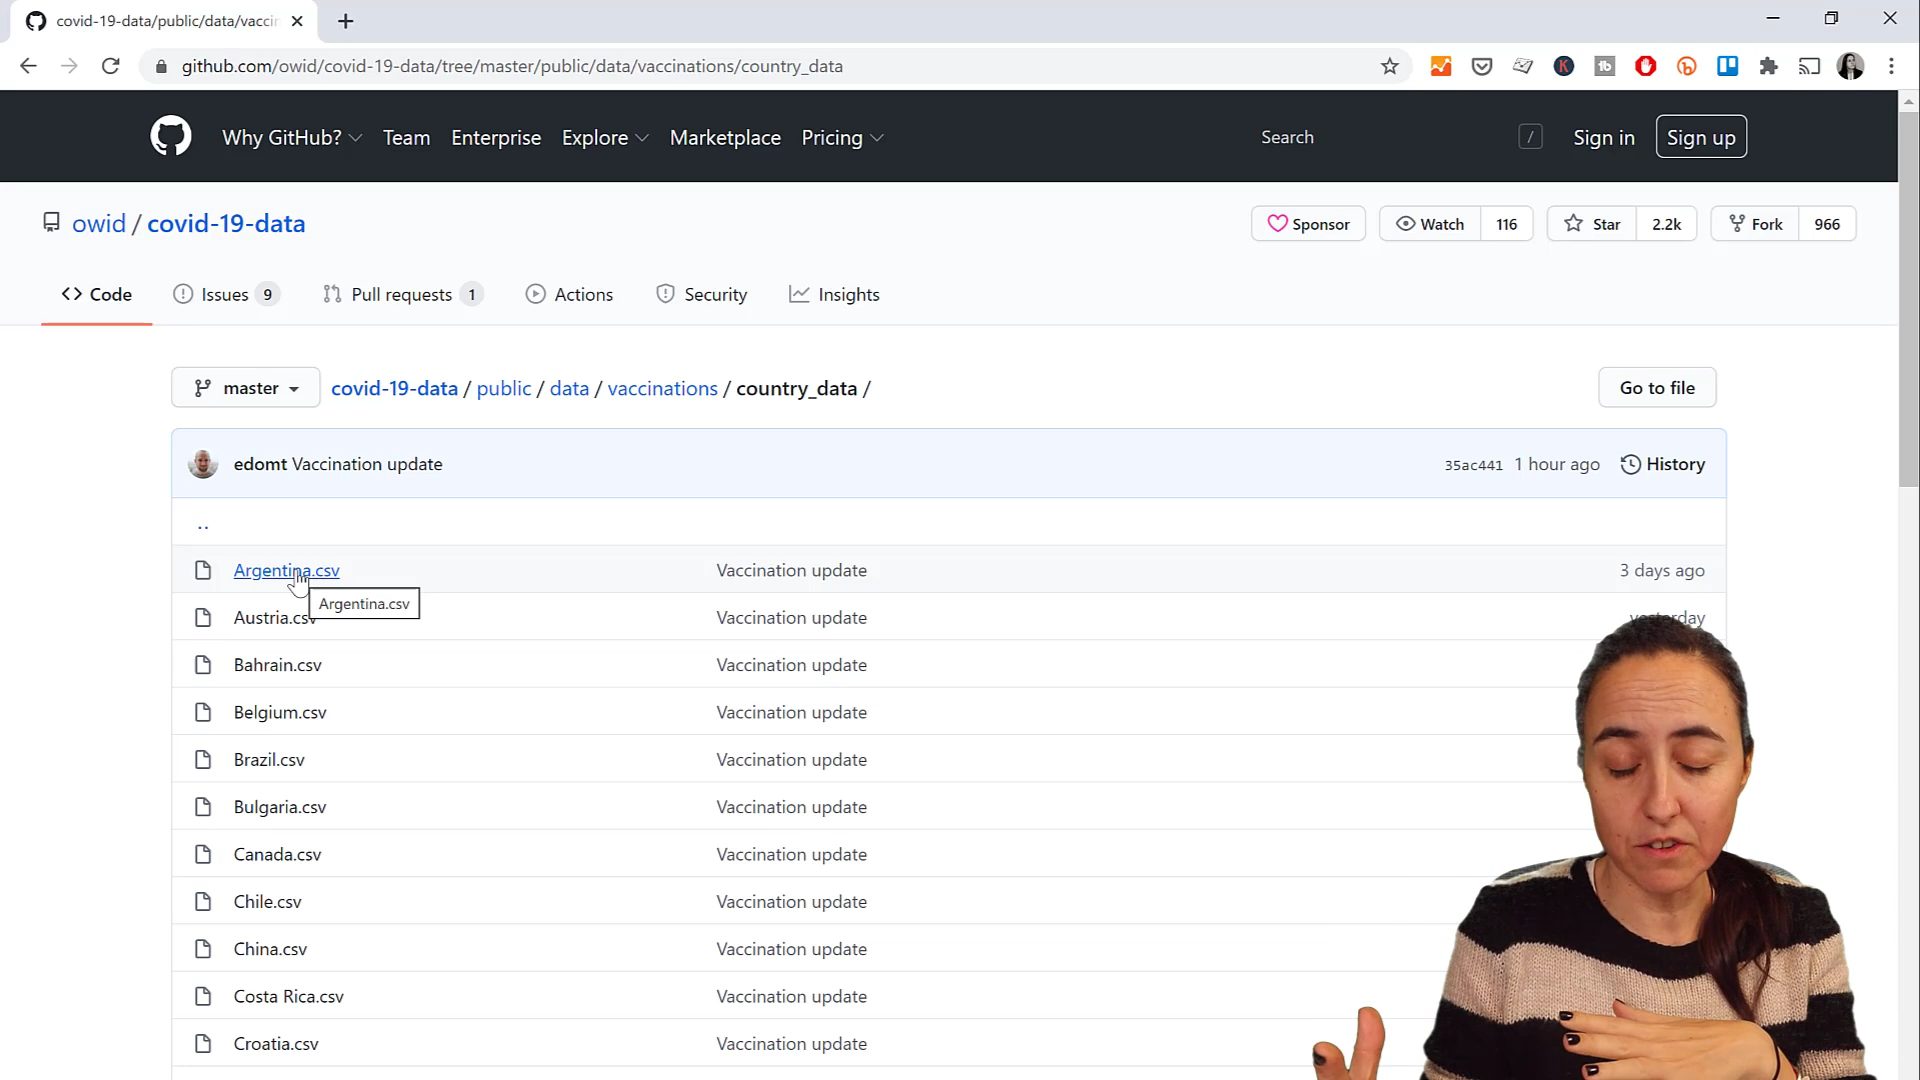 covid-19-data/public/data/vaccin
github.com/owid/covid-19-data/tree/master/public/data/vaccinations/country_data
Why GitHub? Team Enterprise Explore Marketplace Pricing Search / Sign in Sign up
owid / covid-19-data Sponsor Watch 116 Star 2.2k Fork 966
Code Issues 9 Pull requests 1 Actions Security Insights
master covid-19-data / public / data / vaccinations / country_data / Go to file
edomt Vaccination update 35ac441 1 hour ago History
..
Argentina.csv Vaccination update 3 days ago
Argentina.csv
Austria.csv Vaccination update yesterday
Bahrain.csv Vaccination update
Belgium.csv Vaccination update
Brazil.csv Vaccination update
Bulgaria.csv Vaccination update
Canada.csv Vaccination update
Chile.csv Vaccination update
China.csv Vaccination update
Costa Rica.csv Vaccination update
Croatia.csv Vaccination update